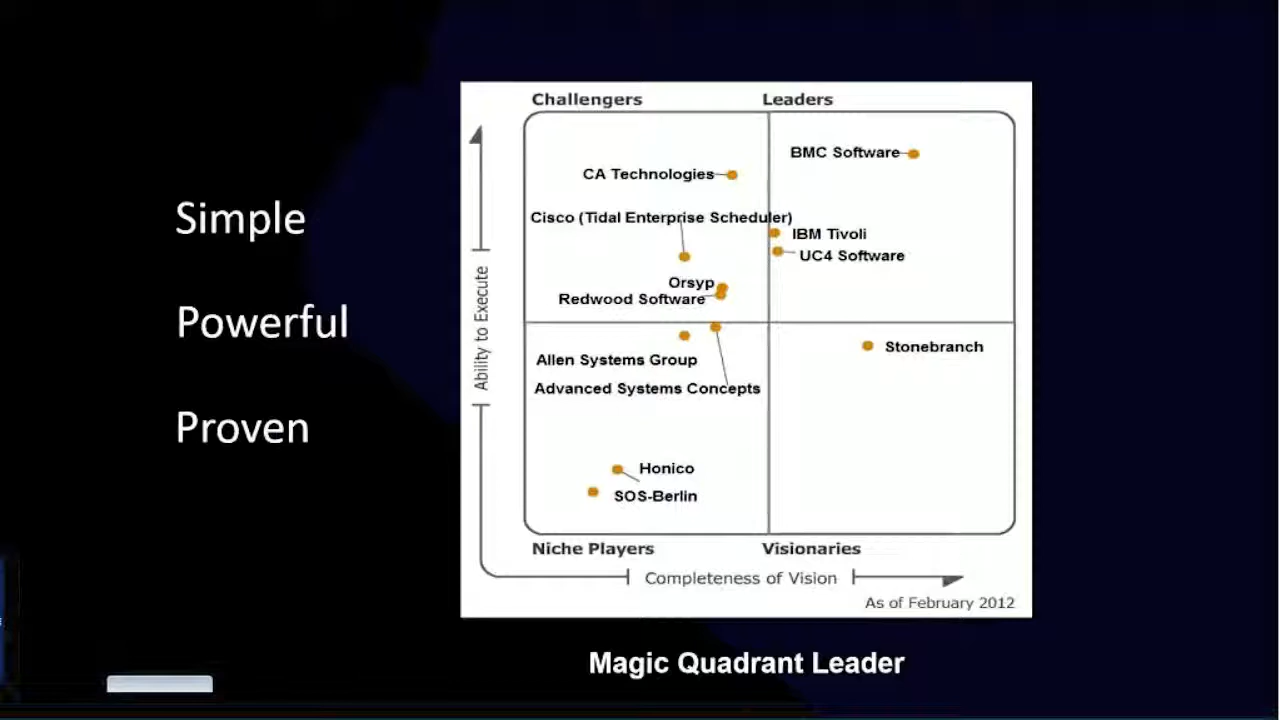 Simple
Powerful
Proven
Challengers
Leaders
BMC Software
CA Technologies
Cisco (Tidal Enterprise Scheduler)
IBM Tivoli
UC4 Software
Orsyp
Redwood Software
Ability to Execute
Stonebranch
Allen Systems Group
Advanced Systems Concepts
Honico
SOS-Berlin
Niche Players
Visionaries
Completeness of Vision
As of February 2012
Magic Quadrant Leader